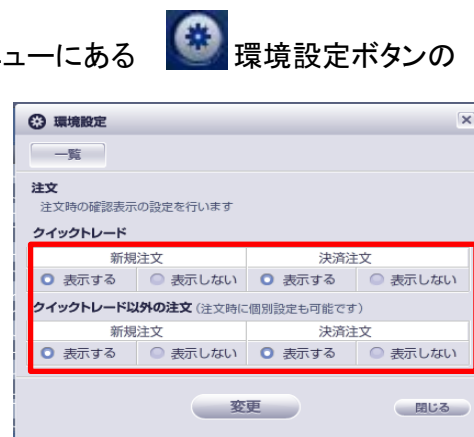 ューにある 環境設定ボタンの
環境設定
一覧
注文
注文時の確認表示の設定を行います
クイックトレード
新規注文 決済注文
表示する 表示しない 表示する 表示しない
クイックトレード以外の注文 (注文時に個別設定も可能です)
新規注文 決済注文
表示する 表示しない 表示する 表示しない
変更 閉じる